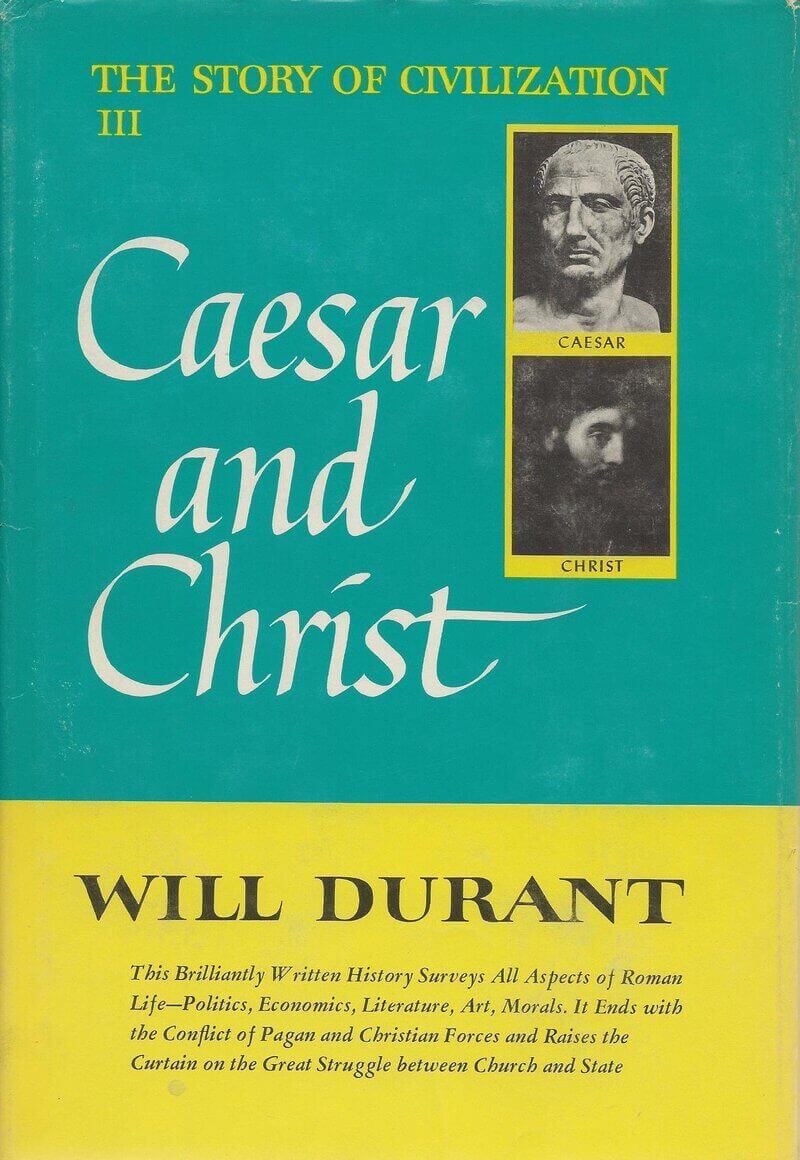 THE STORY OF CIVILIZATION
III
CAESAR
CHRIST
Caesar
and
Christ
WILL DURANT
This Brilliantly Written History Surveys All Aspects of Roman
Life—Politics, Economics, Literature, Art, Morals. It Ends with
the Conflict of Pagan and Christian Forces and Raises the
Curtain on the Great Struggle between Church and State